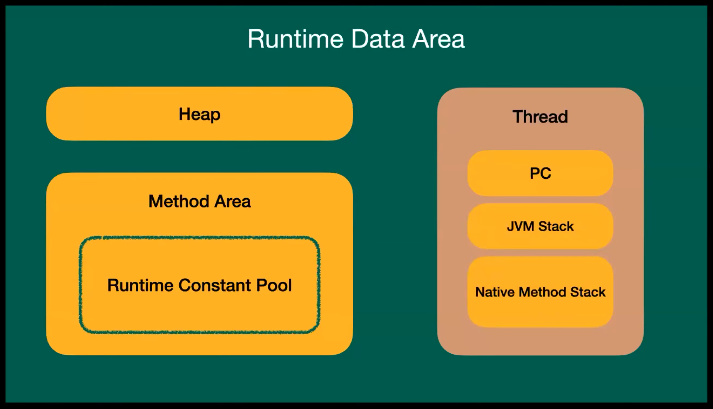 Runtime Data Area
Heap
Method Area
Runtime Constant Pool
Thread
PC
JVM Stack
Native Method Stack